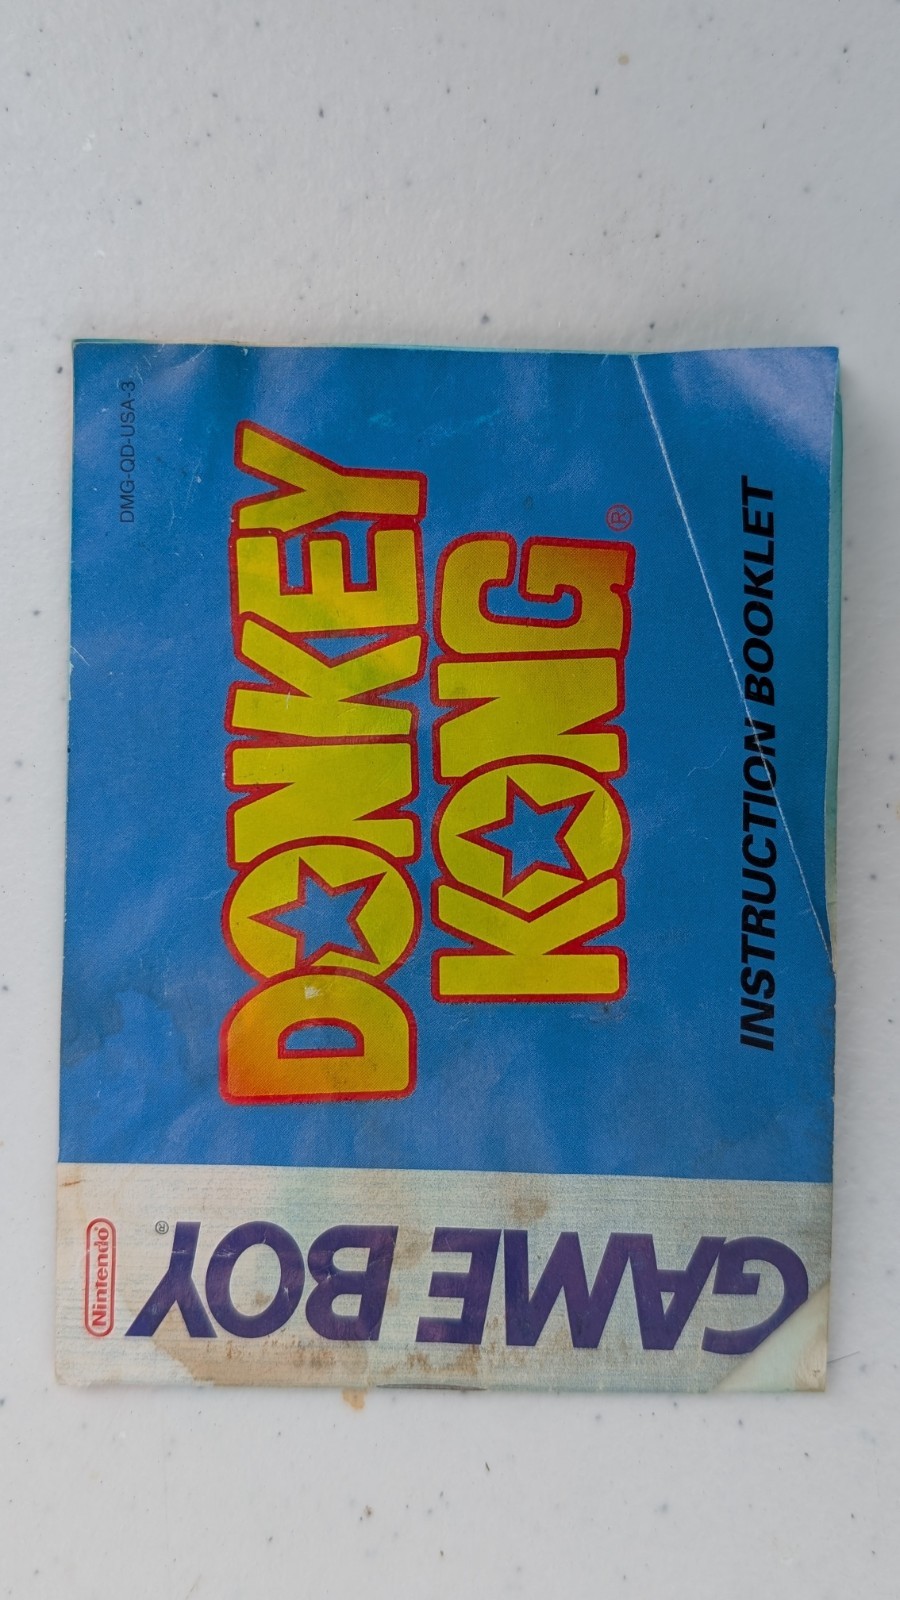 DMG-QD-USA-3
DONKEY
KONG®
INSTRUCTION BOOKLET
Nintendo®
GAME BOY®